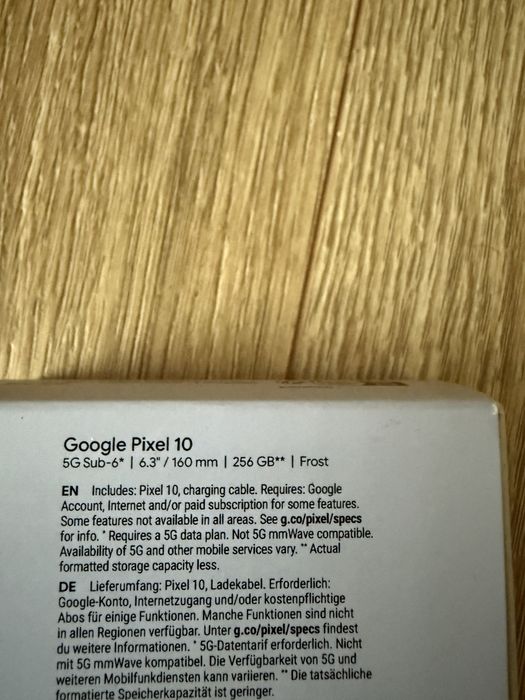 Google Pixel 10
5G Sub-6* | 6.3" / 160 mm | 256 GB** | Frost
EN Includes: Pixel 10, charging cable. Requires: Google
Account, Internet and/or paid subscription for some features.
Some features not available in all areas. See g.co/pixel/specs
for info. * Requires a 5G data plan. Not 5G mmWave compatible.
Availability of 5G and other mobile services vary. ** Actual
formatted storage capacity less.
DE Lieferumfang: Pixel 10, Ladekabel. Erforderlich:
Google-Konto, Internetzugang und/oder kostenpflichtige
Abos für einige Funktionen. Manche Funktionen sind nicht
in allen Regionen verfügbar. Unter g.co/pixel/specs findest
du weitere Informationen. * 5G-Datentarif erforderlich. Nicht
mit 5G mmWave kompatibel. Die Verfügbarkeit von 5G und
weiteren Mobilfunkdiensten kann variieren. ** Die tatsächliche
formatierte Speicherkapazität ist geringer.